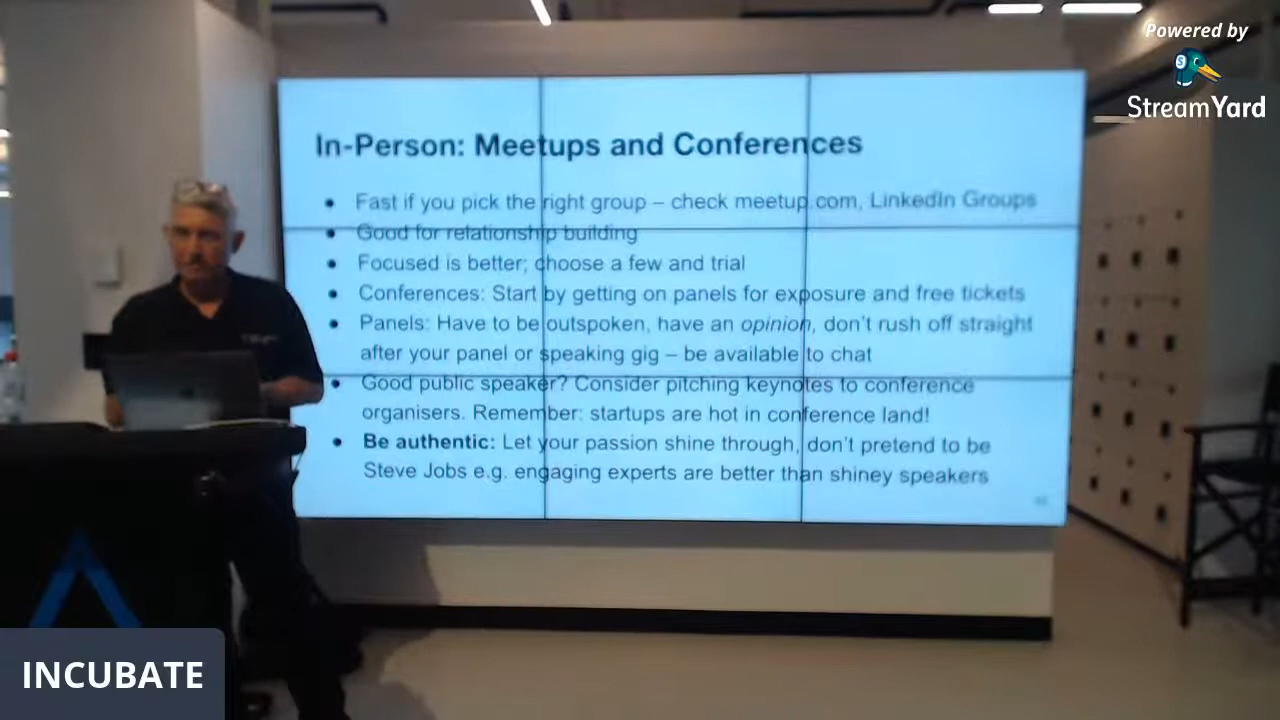 Powered by
StreamYard
In-Person: Meetups and Conferences
● Fast if you pick the right group – check meetup.com, LinkedIn Groups
● Good for relationship building
● Focused is better; choose a few and trial
● Conferences: Start by getting on panels for exposure and free tickets
● Panels: Have to be outspoken, have an opinion, don't rush off straight
after your panel or speaking gig – be available to chat
● Good public speaker? Consider pitching keynotes to conference
organisers. Remember: startups are hot in conference land!
● Be authentic: Let your passion shine through, don't pretend to be
Steve Jobs e.g. engaging experts are better than shiney speakers
INCUBATE